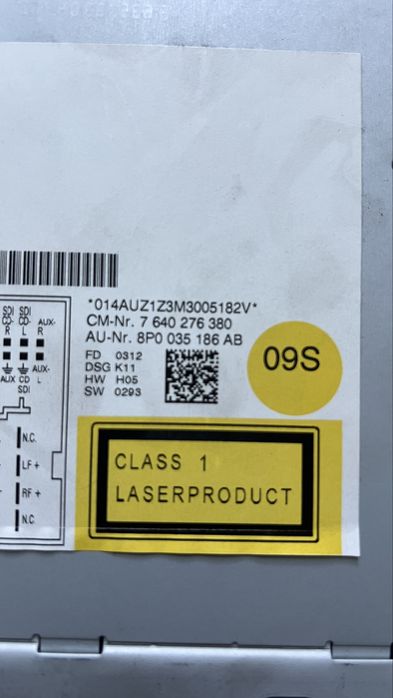 *014AUZ1Z3M3005182V*
CM-Nr. 7 640 276 380
AU-Nr. 8P0 035 186 AB
FD 0312
DSG K11
HW H05
SW 0293
09S
SDI SDI
CD- CD- AUX-
R L R
AUX-
AUX CD L
SDI
N.C.
LF +
RF +
N.C.
CLASS 1
LASERPRODUCT